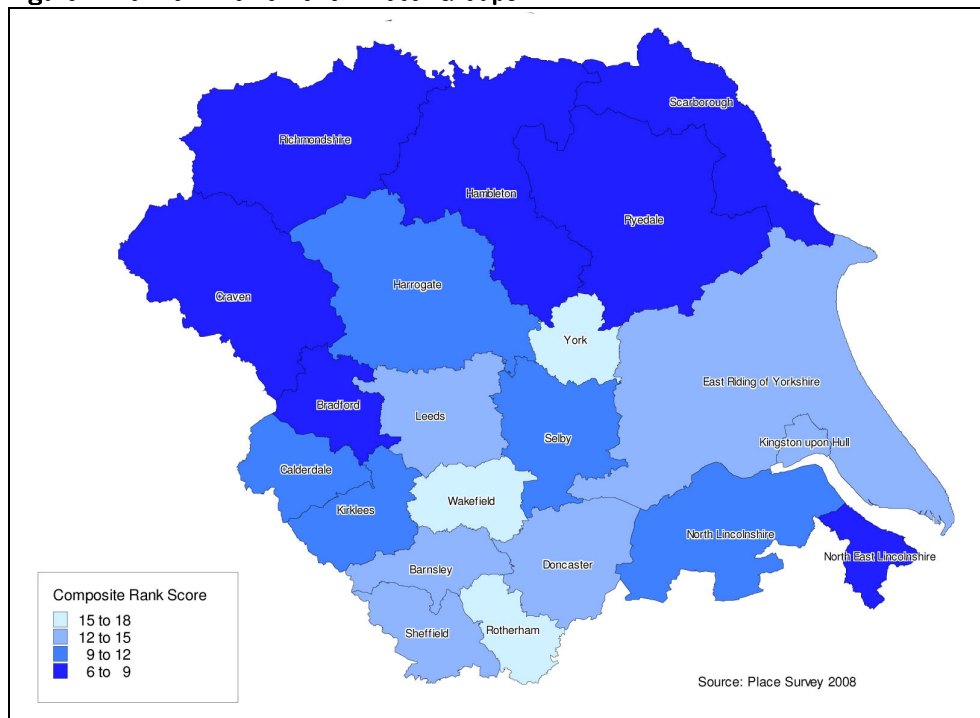 Scarborough
Richmondshire
Hambleton
Ryedale
Harrogate
Craven
York
East Riding of Yorkshire
Bradford
Leeds
Selby
Kingston upon Hull
Calderdale
Wakefield
Kirklees
North Lincolnshire
North East Lincolnshire
Barnsley
Doncaster
Sheffield
Rotherham
Composite Rank Score
15 to 18
12 to 15
9 to 12
6 to 9
Source: Place Survey 2008